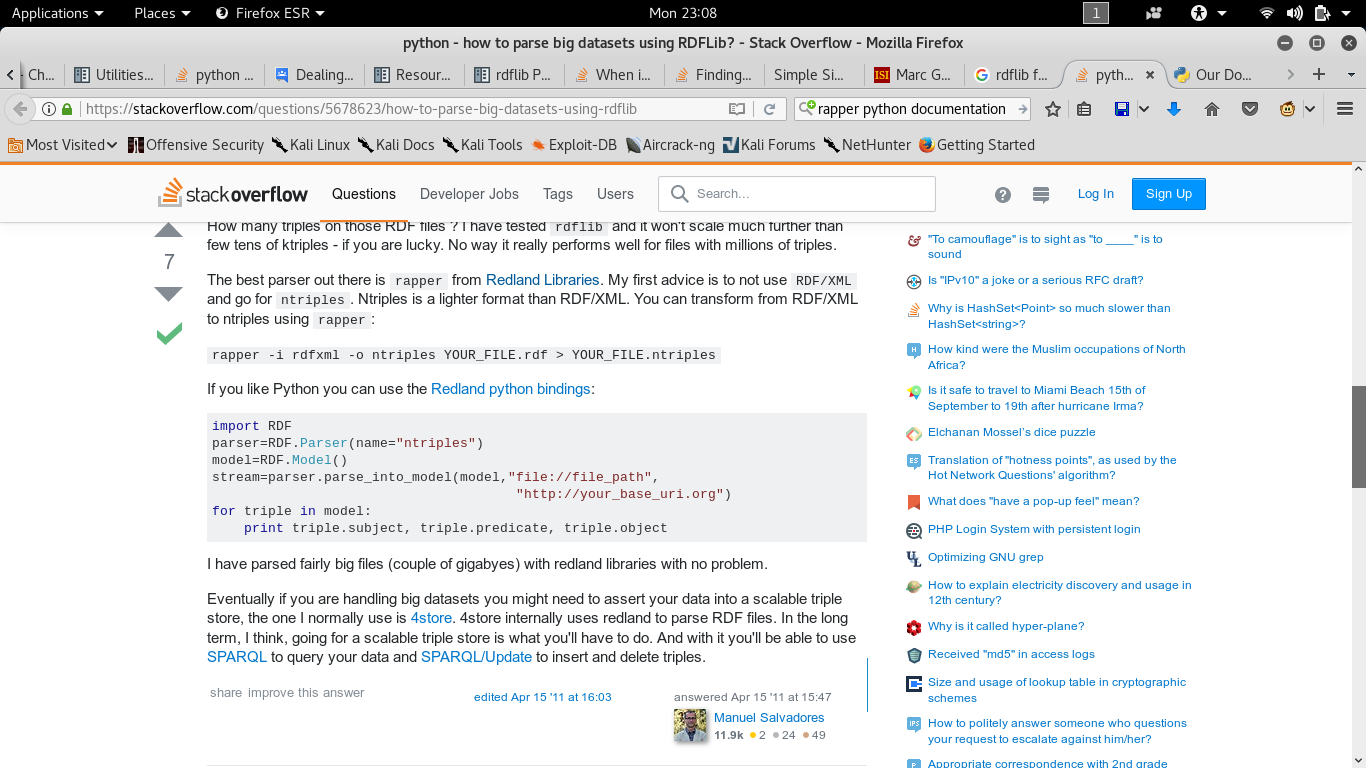 Applications Places Firefox ESR Mon 23:08 1
python - how to parse big datasets using RDFLib? - Stack Overflow - Mozilla Firefox
Ch... Utilities... python ... Dealing... Resour... rdflib P... When i... Finding... Simple Si... Marc G... rdflib f... pyth... Our Do...
https://stackoverflow.com/questions/5678623/how-to-parse-big-datasets-using-rdflib rapper python documentation
Most Visited Offensive Security Kali Linux Kali Docs Kali Tools Exploit-DB Aircrack-ng Kali Forums NetHunter Getting Started
stackoverflow Questions Developer Jobs Tags Users Search... Log In Sign Up
How many triples on those RDF files ? I have tested rdflib and it won't scale much further than
few tens of ktriples - if you are lucky. No way it really performs well for files with millions of triples.
7
The best parser out there is rapper from Redland Libraries. My first advice is to not use RDF/XML
and go for ntriples . Ntriples is a lighter format than RDF/XML. You can transform from RDF/XML
to ntriples using rapper :
rapper -i rdfxml -o ntriples YOUR_FILE.rdf > YOUR_FILE.ntriples
If you like Python you can use the Redland python bindings:
import RDF
parser=RDF.Parser(name="ntriples")
model=RDF.Model()
stream=parser.parse_into_model(model,"file://file_path",
"http://your_base_uri.org")
for triple in model:
print triple.subject, triple.predicate, triple.object
I have parsed fairly big files (couple of gigabyes) with redland libraries with no problem.
Eventually if you are handling big datasets you might need to assert your data into a scalable triple
store, the one I normally use is 4store. 4store internally uses redland to parse RDF files. In the long
term, I think, going for a scalable triple store is what you'll have to do. And with it you'll be able to use
SPARQL to query your data and SPARQL/Update to insert and delete triples.
share improve this answer
edited Apr 15 '11 at 16:03
answered Apr 15 '11 at 15:47
Manuel Salvadores
11.9k 2 24 49
"To camouflage" is to sight as "to ____" is to
sound
Is "IPv10" a joke or a serious RFC draft?
Why is HashSet<Point> so much slower than
HashSet<string>?
How kind were the Muslim occupations of North
Africa?
Is it safe to travel to Miami Beach 15th of
September to 19th after hurricane Irma?
Elchanan Mossel's dice puzzle
Translation of "hotness points", as used by the
Hot Network Questions' algorithm?
What does "have a pop-up feel" mean?
PHP Login System with persistent login
Optimizing GNU grep
How to explain electricity discovery and usage in
12th century?
Why is it called hyper-plane?
Received "md5" in access logs
Size and usage of lookup table in cryptographic
schemes
How to politely answer someone who questions
your request to escalate against him/her?
Appropriate correspondence with 2nd grade